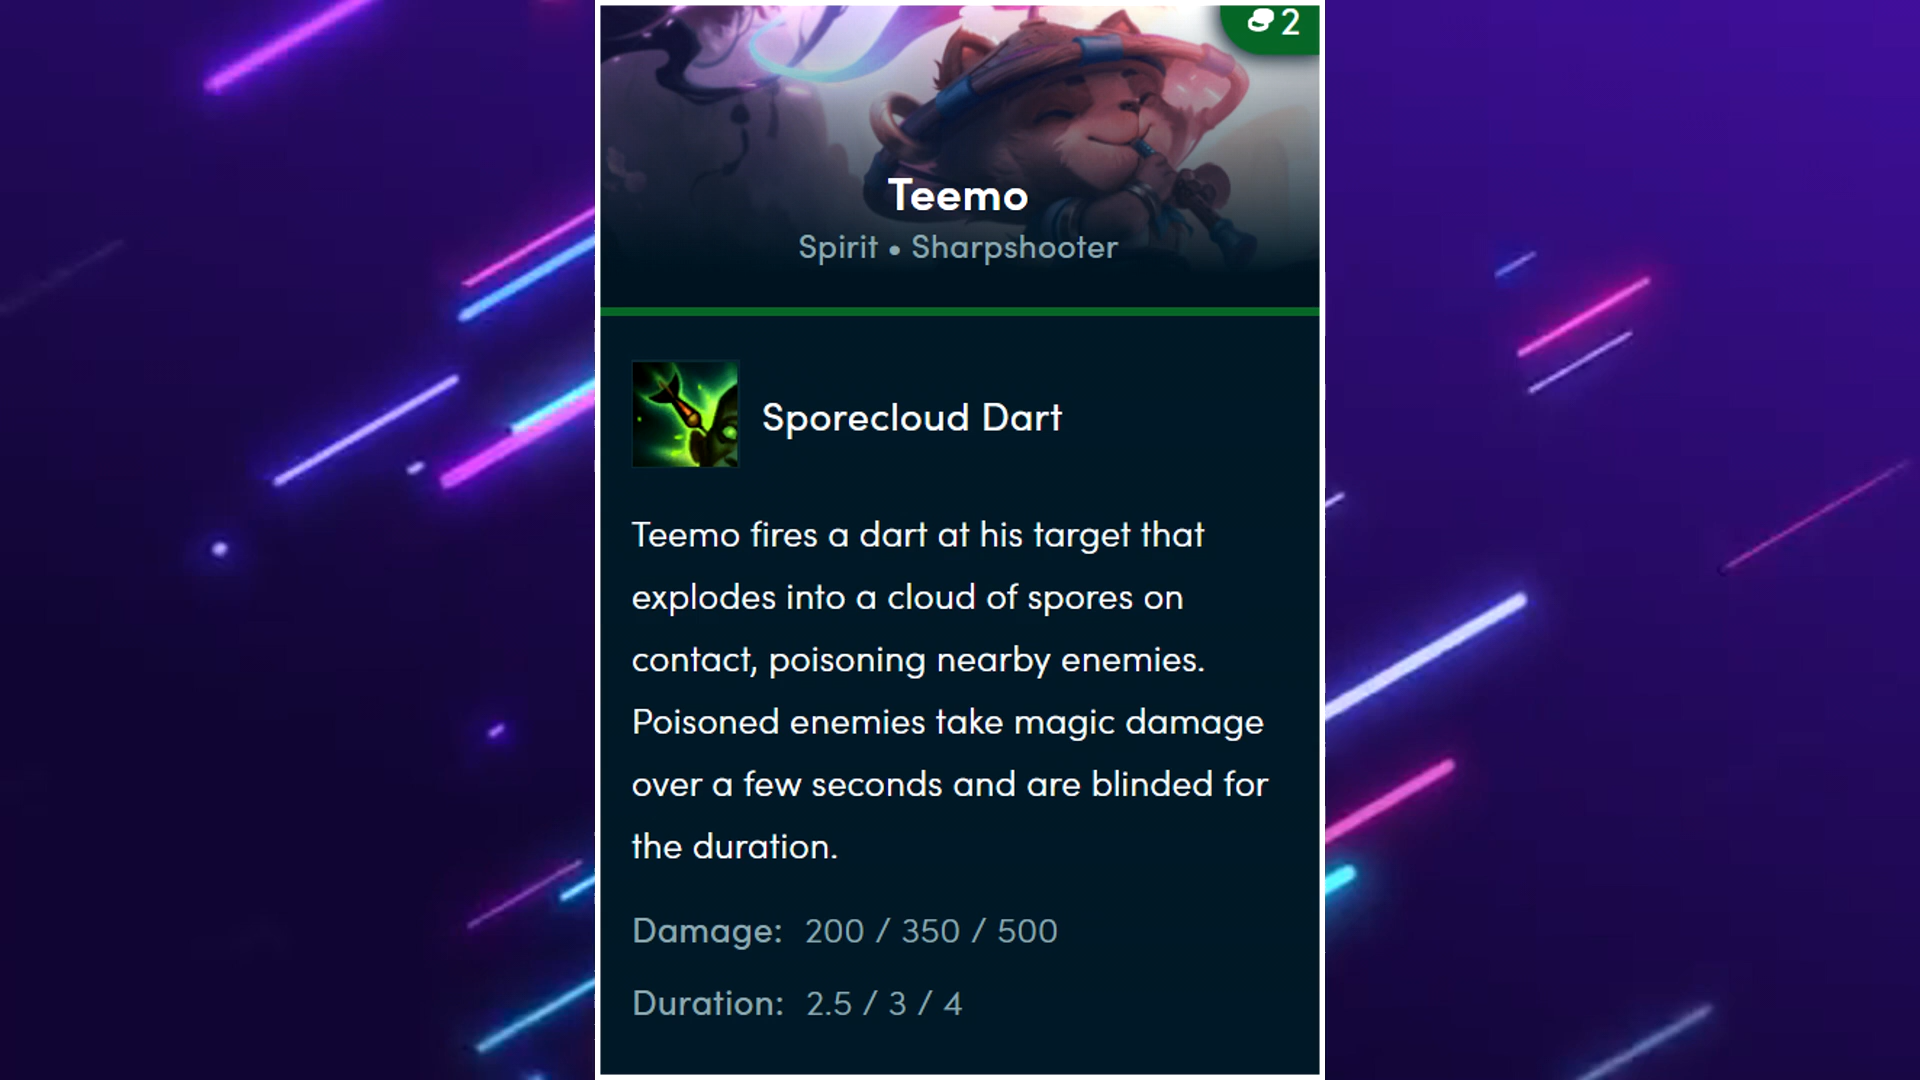 2
Teemo
Spirit • Sharpshooter
Sporecloud Dart
Teemo fires a dart at his target that
explodes into a cloud of spores on
contact, poisoning nearby enemies.
Poisoned enemies take magic damage
over a few seconds and are blinded for
the duration.
Damage: 200 / 350 / 500
Duration: 2.5 / 3 / 4